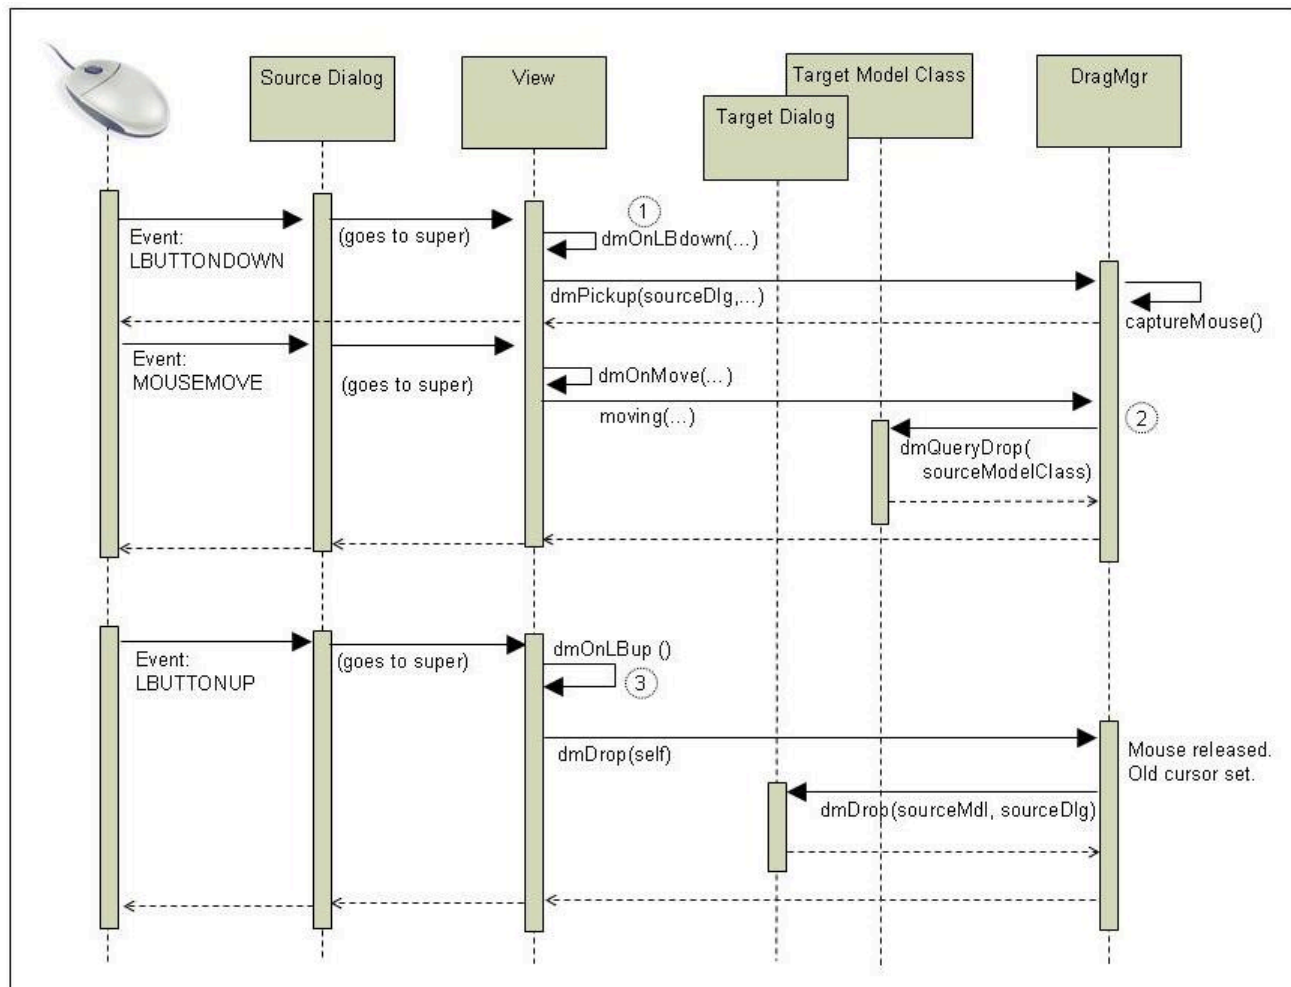 Source Dialog
View
Target Model Class
Target Dialog
DragMgr
1
Event:
LBUTTONDOWN
(goes to super)
dmOnLBdown(...)
dmPickup(sourceDlg,...)
captureMouse()
Event:
MOUSEMOVE
(goes to super)
dmOnMove(...)
moving(...)
2
dmQueryDrop(
sourceModelClass)
Event:
LBUTTONUP
(goes to super)
dmOnLBup ()
3
dmDrop(self)
Mouse released.
Old cursor set.
dmDrop(sourceMdl, sourceDlg)